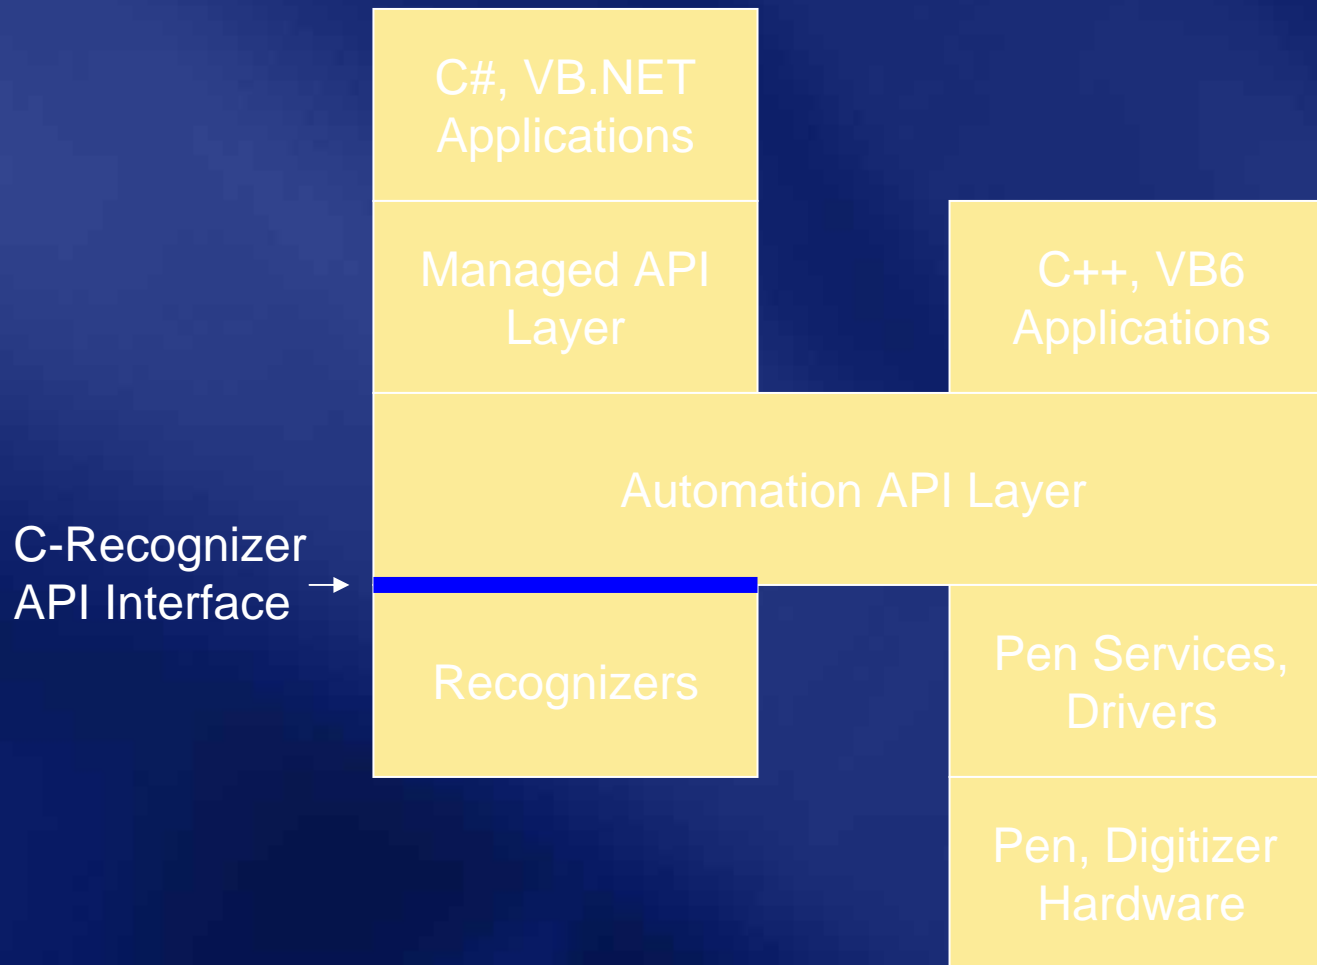 C#, VB.NET
Applications
Managed API
Layer
C++, VB6
Applications
Automation API Layer
C-Recognizer
API Interface
Recognizers
Pen Services,
Drivers
Pen, Digitizer
Hardware